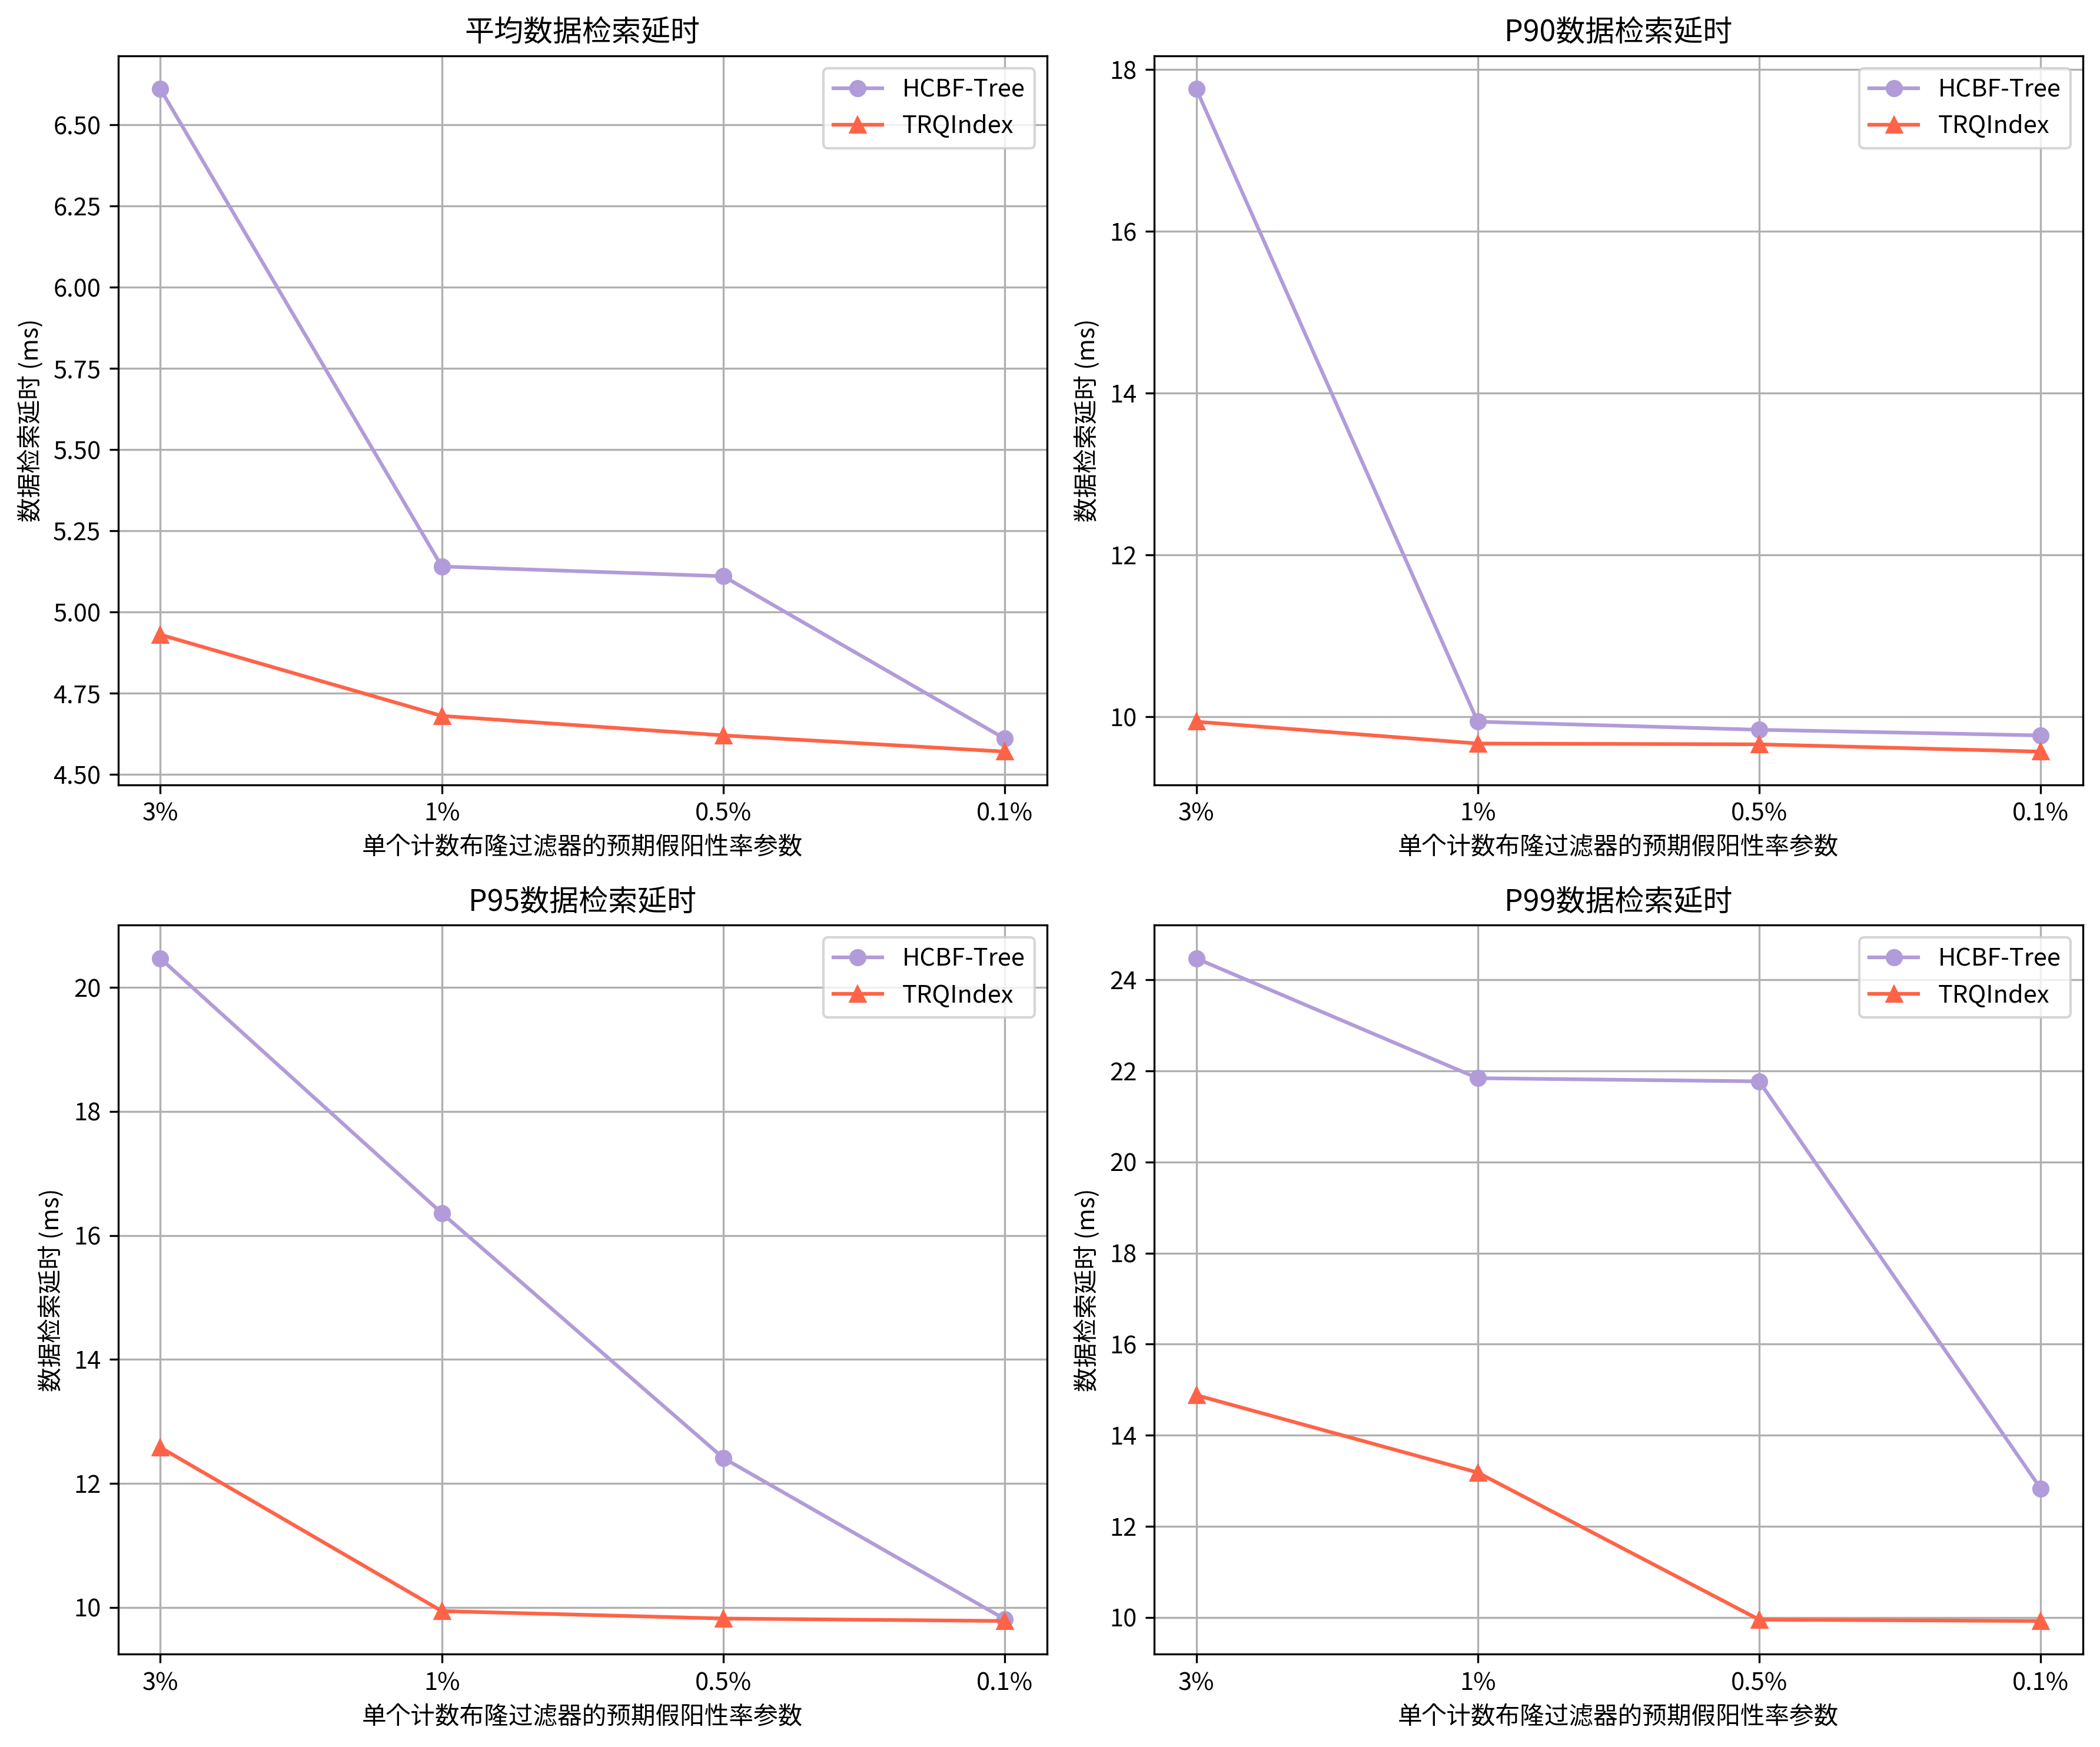 平均数据检索延时
HCBF-Tree
TRQIndex
6.50
6.25
6.00
5.75
5.50
5.25
5.00
4.75
4.50
数据检索延时 (ms)
3%
1%
0.5%
0.1%
单个计数布隆过滤器的预期假阳性率参数
P90数据检索延时
HCBF-Tree
TRQIndex
18
16
14
12
10
数据检索延时 (ms)
3%
1%
0.5%
0.1%
单个计数布隆过滤器的预期假阳性率参数
P95数据检索延时
HCBF-Tree
TRQIndex
20
18
16
14
12
10
数据检索延时 (ms)
3%
1%
0.5%
0.1%
单个计数布隆过滤器的预期假阳性率参数
P99数据检索延时
HCBF-Tree
TRQIndex
24
22
20
18
16
14
12
10
数据检索延时 (ms)
3%
1%
0.5%
0.1%
单个计数布隆过滤器的预期假阳性率参数